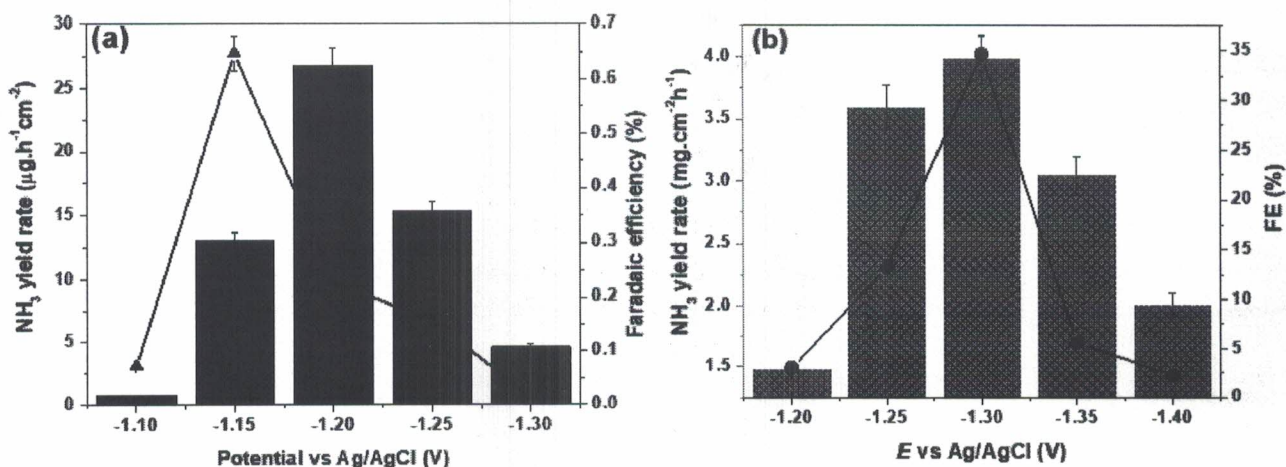 (a)
NH₃ yield rate (μg.h⁻¹cm⁻²)
30
25
20
15
10
5
0
0.7
0.6
0.5
0.4
0.3
0.2
0.1
0.0
Faradaic efficiency (%)
-1.10 -1.15 -1.20 -1.25 -1.30
Potential vs Ag/AgCl (V)
(b)
NH₃ yield rate (mg.cm⁻²h⁻¹)
4.0
3.5
3.0
2.5
2.0
1.5
35
30
25
20
15
10
5
0
FE (%)
-1.20 -1.25 -1.30 -1.35 -1.40
E vs Ag/AgCl (V)